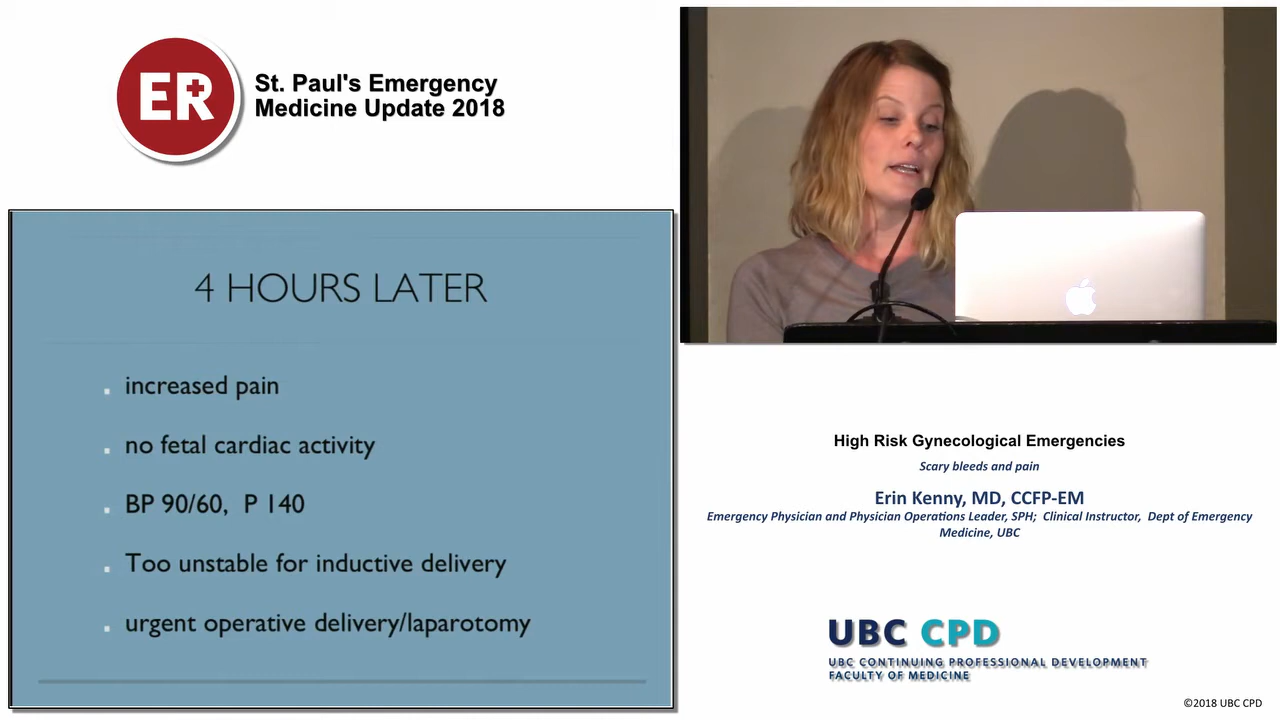 ER
St. Paul's Emergency
Medicine Update 2018
4 HOURS LATER
increased pain
no fetal cardiac activity
BP 90/60, P 140
Too unstable for inductive delivery
urgent operative delivery/laparotomy
High Risk Gynecological Emergencies
Scary bleeds and pain
Erin Kenny, MD, CCFP-EM
Emergency Physician and Physician Operations Leader, SPH; Clinical Instructor, Dept of Emergency
Medicine, UBC
UBC CPD
UBC CONTINUING PROFESSIONAL DEVELOPMENT
FACULTY OF MEDICINE
©2018 UBC CPD